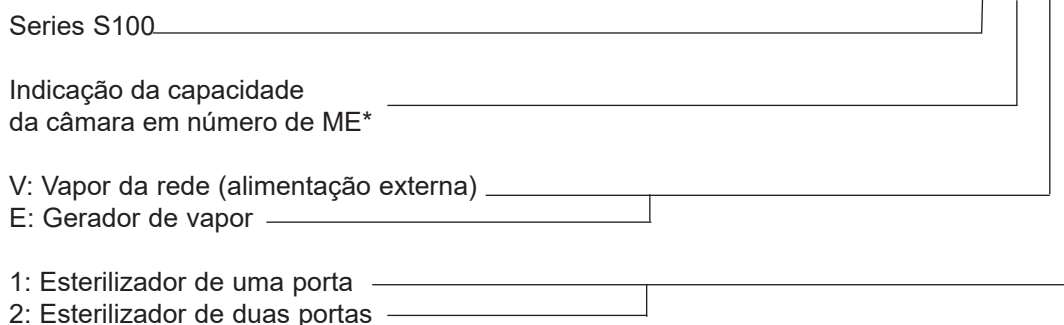 Series S100
Indicação da capacidade
da câmara em número de ME*
V: Vapor da rede (alimentação externa)
E: Gerador de vapor
1: Esterilizador de uma porta
2: Esterilizador de duas portas